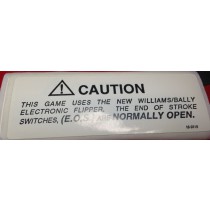 CAUTION
THIS GAME USES THE NEW WILLIAMS/BALLY
ELECTRONIC FLIPPER. THE END OF STROKE
SWITCHES, (E.O.S.) ARE NORMALLY OPEN.